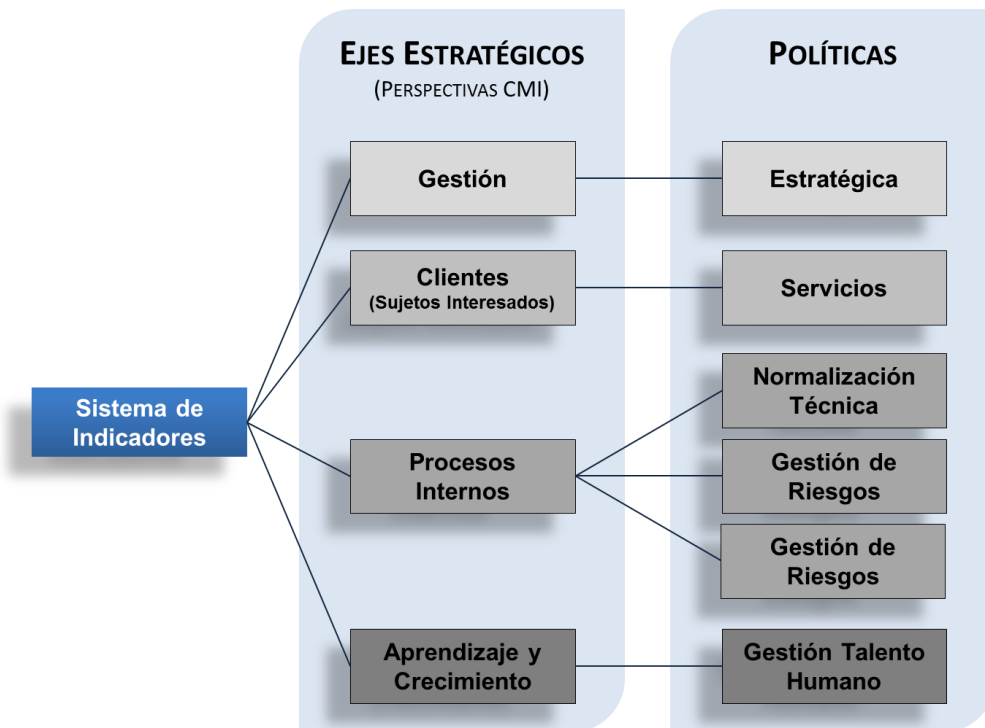 EJES ESTRATÉGICOS
(PERSPECTIVAS CMI)
POLÍTICAS
Gestión
Estratégica
Clientes
(Sujetos Interesados)
Servicios
Sistema de
Indicadores
Procesos
Internos
Normalización
Técnica
Gestión de
Riesgos
Gestión de
Riesgos
Aprendizaje y
Crecimiento
Gestión Talento
Humano